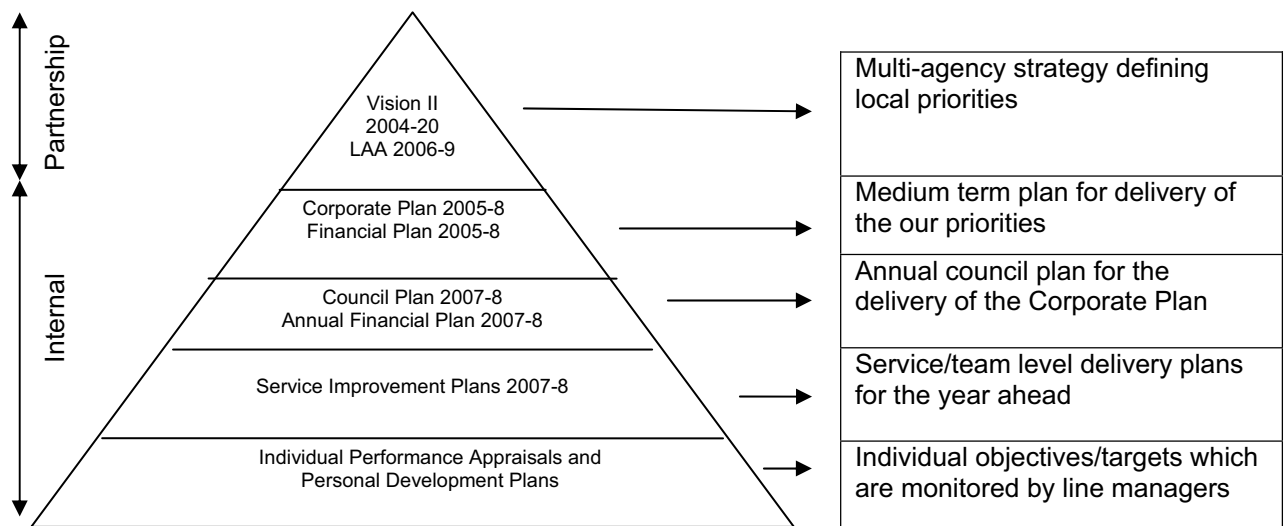 Partnership
Internal
Vision II
2004-20
LAA 2006-9
Multi-agency strategy defining
local priorities
Corporate Plan 2005-8
Financial Plan 2005-8
Medium term plan for delivery of
the our priorities
Council Plan 2007-8
Annual Financial Plan 2007-8
Annual council plan for the
delivery of the Corporate Plan
Service Improvement Plans 2007-8
Service/team level delivery plans
for the year ahead
Individual Performance Appraisals and
Personal Development Plans
Individual objectives/targets which
are monitored by line managers